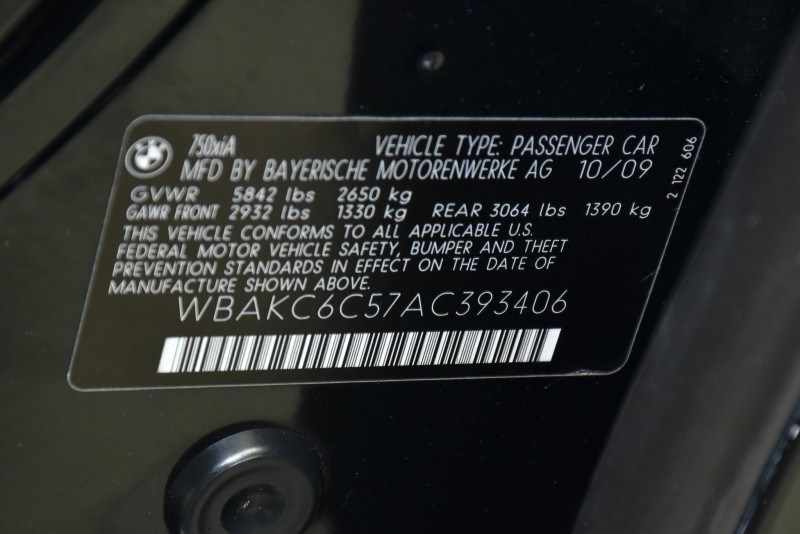 750xiA VEHICLE TYPE: PASSENGER CAR
MFD BY BAYERISCHE MOTORENWERKE AG 10/09
GVWR 5842 lbs 2650 kg
GAWR FRONT 2932 lbs 1330 kg REAR 3064 lbs 1390 kg
THIS VEHICLE CONFORMS TO ALL APPLICABLE U.S.
FEDERAL MOTOR VEHICLE SAFETY, BUMPER AND THEFT
PREVENTION STANDARDS IN EFFECT ON THE DATE OF
MANUFACTURE SHOWN ABOVE.
WBAKC6C57AC393406
2 122 606